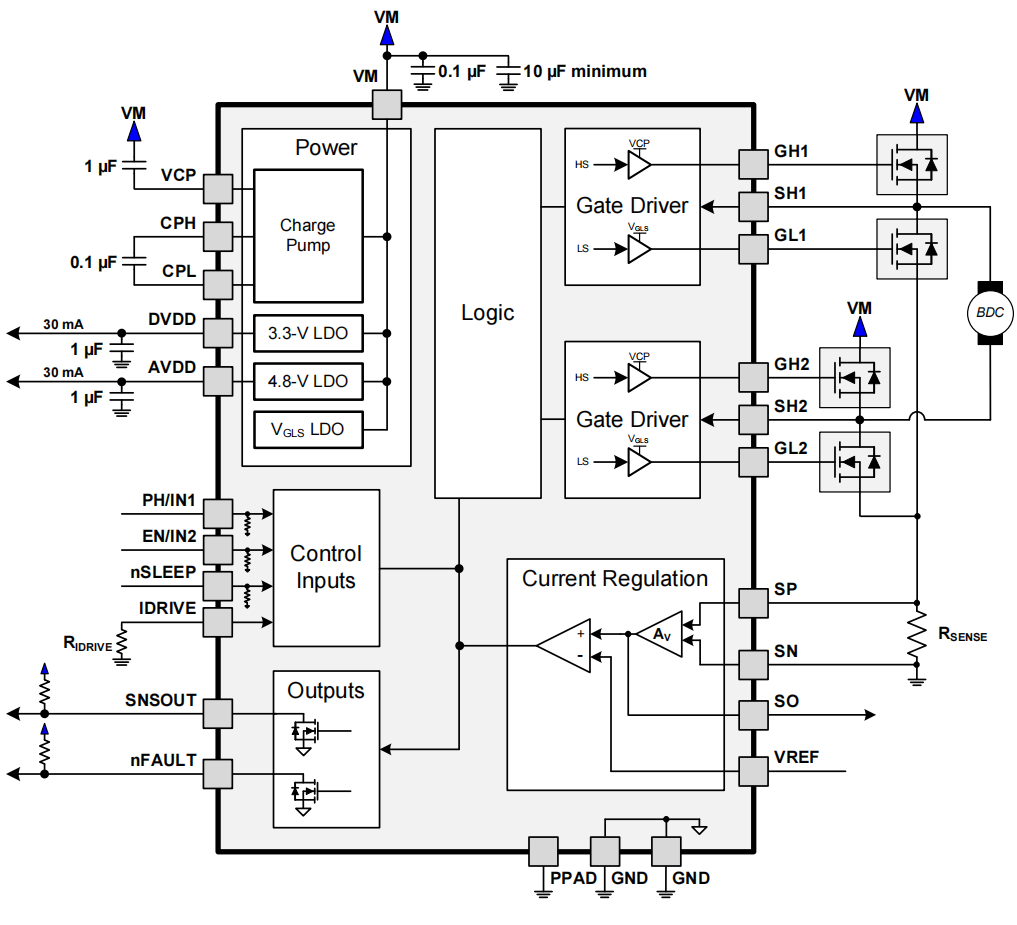 VM
VM
0.1 µF
10 µF minimum
VM
1 µF
VCP
CPH
0.1 µF
CPL
30 mA
DVDD
1 µF
30 mA
AVDD
1 µF
Power
Charge
Pump
3.3-V LDO
4.8-V LDO
VGLS LDO
Logic
VCP
HS
Gate Driver
VGLS
LS
VCP
HS
Gate Driver
VGLS
LS
GH1
SH1
GL1
VM
BDC
VM
GH2
SH2
GL2
PH/IN1
EN/IN2
nSLEEP
IDRIVE
RIDRIVE
Control
Inputs
SNSOUT
nFAULT
Outputs
Current Regulation
+
-
AV
SP
SN
SO
VREF
RSENSE
PPAD
GND
GND